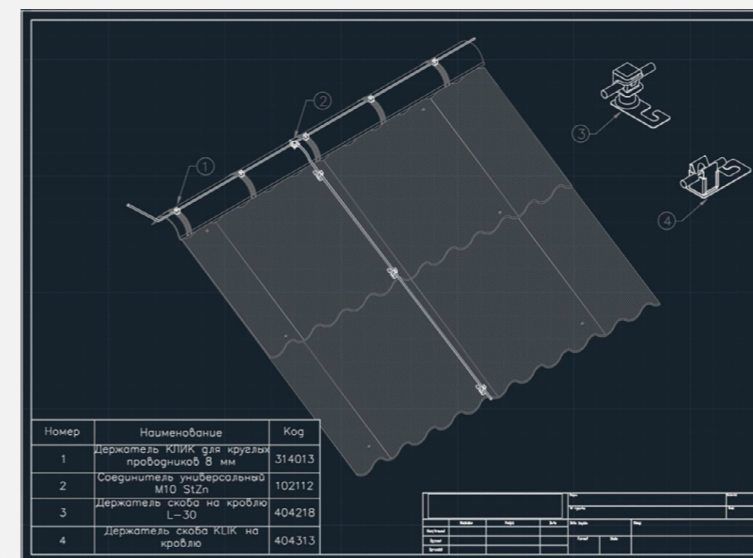 2
1
3
4
Номер Наименование Код
1 Держатель КЛИК для круглых проводников 8 мм 314013
2 Соединитель универсальный М10 StZn 102112
3 Держатель скоба на кровлю L-30 404218
4 Держатель скоба KLIK на кровлю 404313